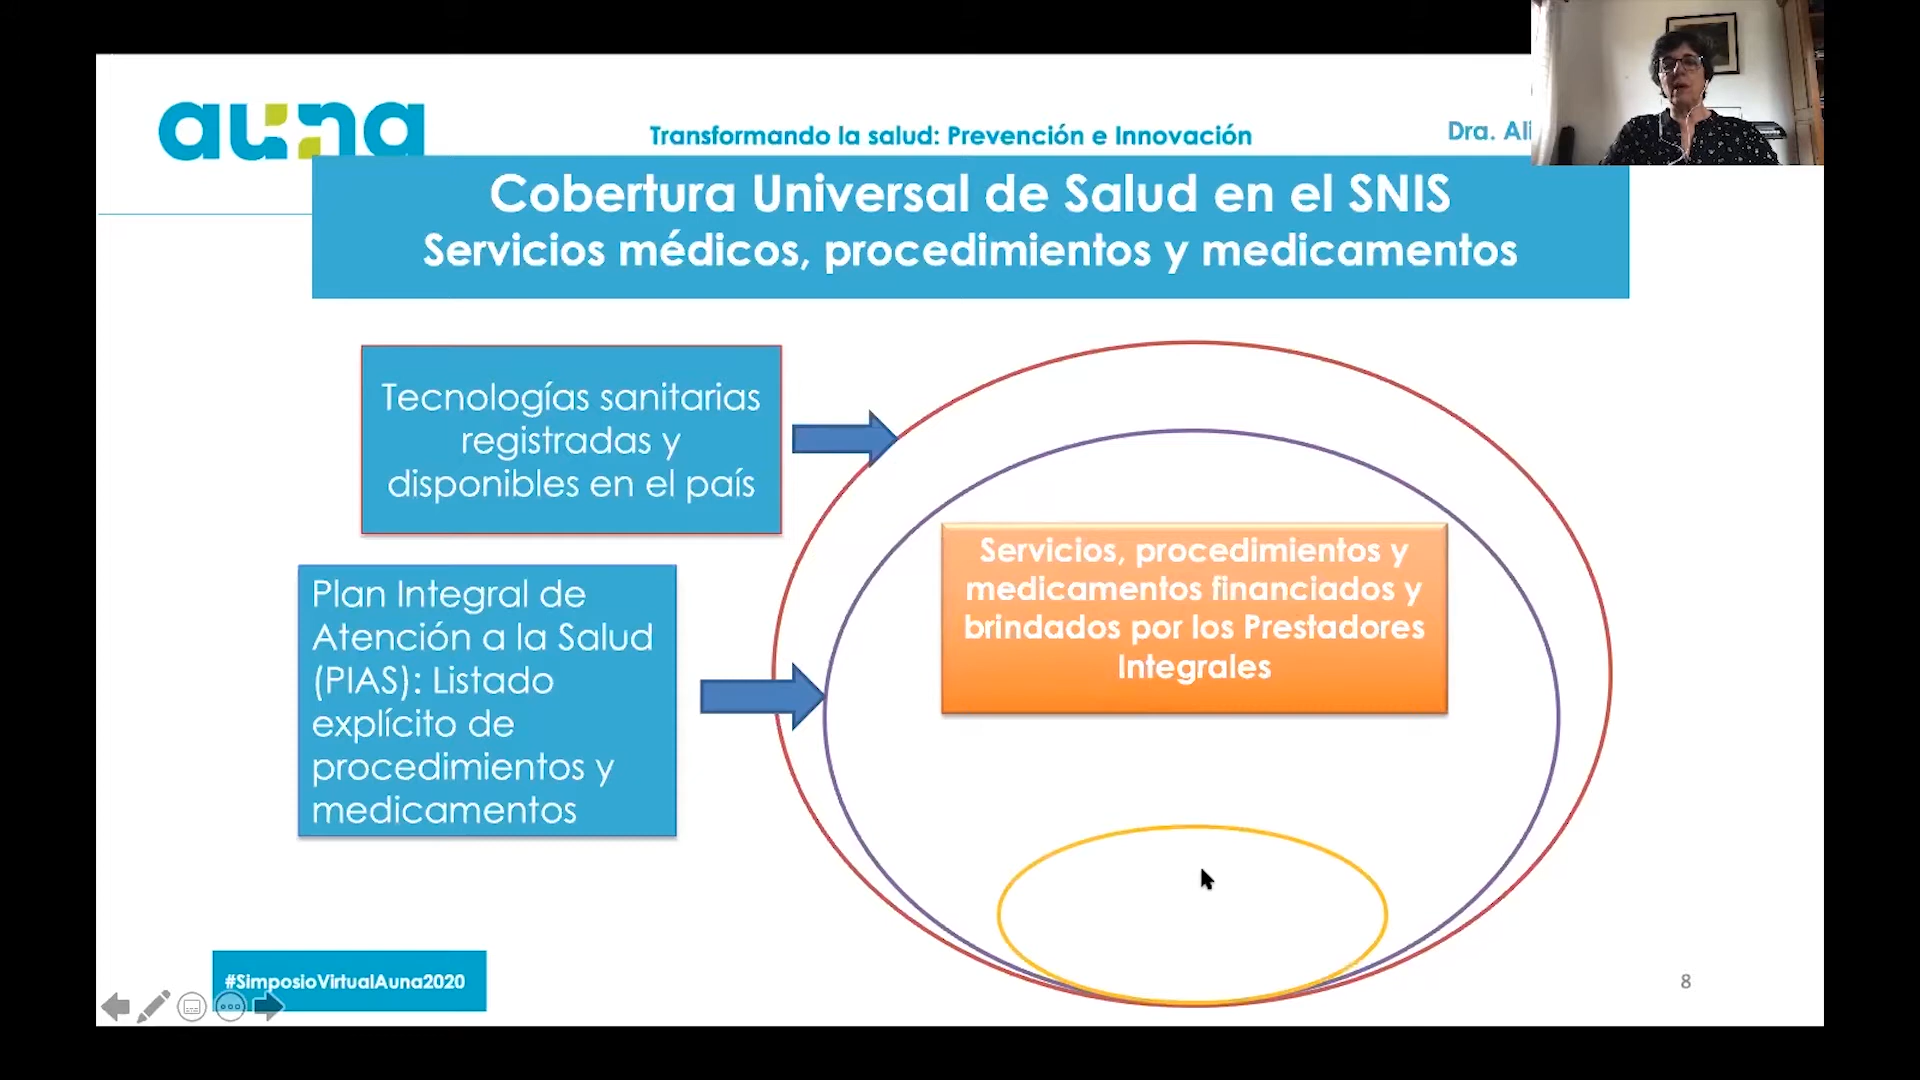 auna
Transformando la salud: Prevención e Innovación
Dra. Ali
Cobertura Universal de Salud en el SNIS
Servicios médicos, procedimientos y medicamentos
Tecnologías sanitarias
registradas y
disponibles en el país
Plan Integral de
Atención a la Salud
(PIAS): Listado
explícito de
procedimientos y
medicamentos
Servicios, procedimientos y
medicamentos financiados y
brindados por los Prestadores
Integrales
#SimposioVirtualAuna2020
8